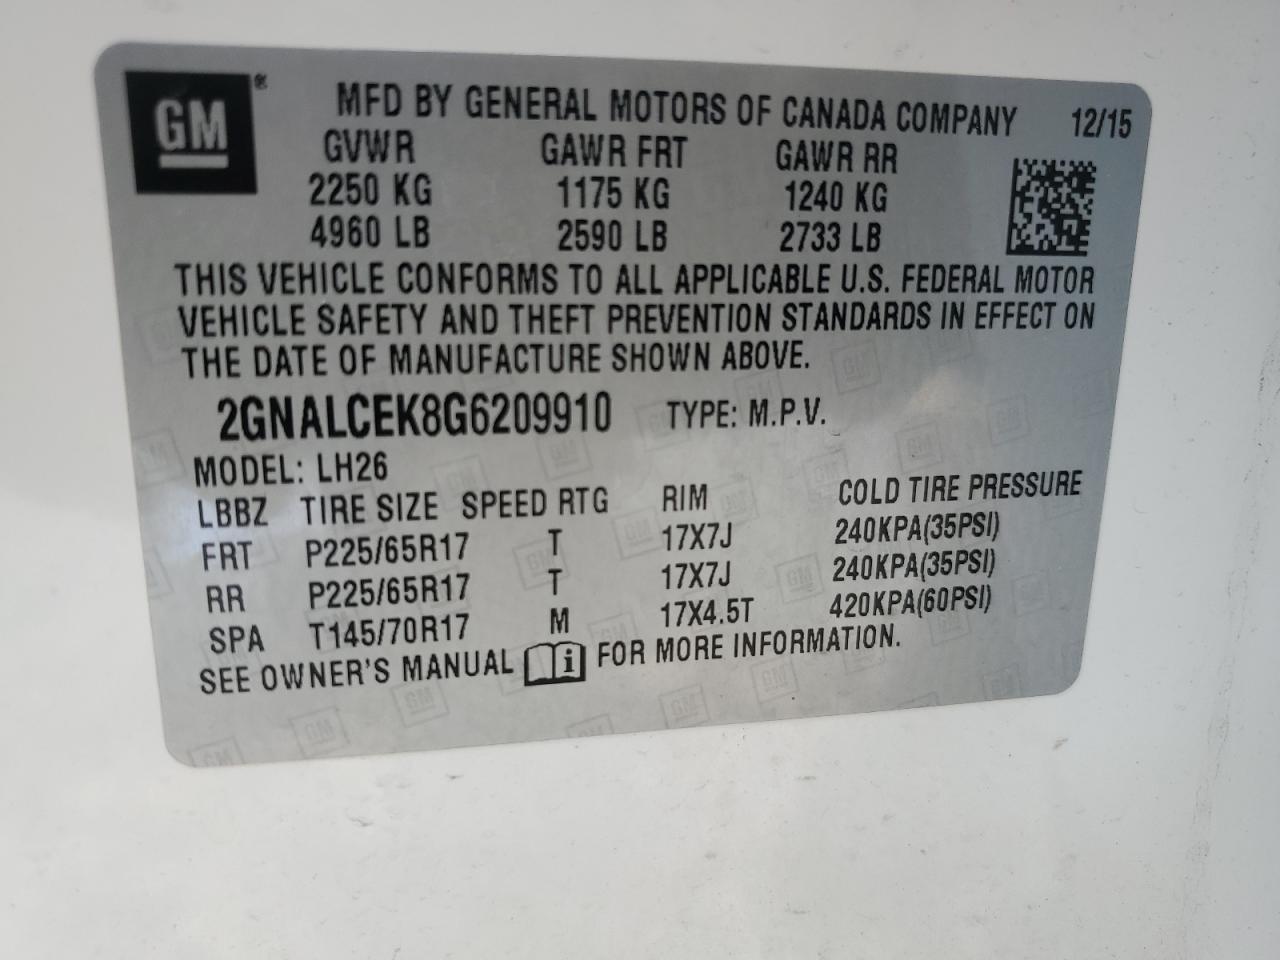 GM®
MFD BY GENERAL MOTORS OF CANADA COMPANY 12/15
GVWR GAWR FRT GAWR RR
2250 KG 1175 KG 1240 KG
4960 LB 2590 LB 2733 LB
THIS VEHICLE CONFORMS TO ALL APPLICABLE U.S. FEDERAL MOTOR
VEHICLE SAFETY AND THEFT PREVENTION STANDARDS IN EFFECT ON
THE DATE OF MANUFACTURE SHOWN ABOVE.
2GNALCEK8G6209910 TYPE: M.P.V.
MODEL: LH26
LBBZ TIRE SIZE SPEED RTG RIM COLD TIRE PRESSURE
FRT P225/65R17 T 17X7J 240KPA(35PSI)
RR P225/65R17 T 17X7J 240KPA(35PSI)
SPA T145/70R17 M 17X4.5T 420KPA(60PSI)
SEE OWNER'S MANUAL i FOR MORE INFORMATION.